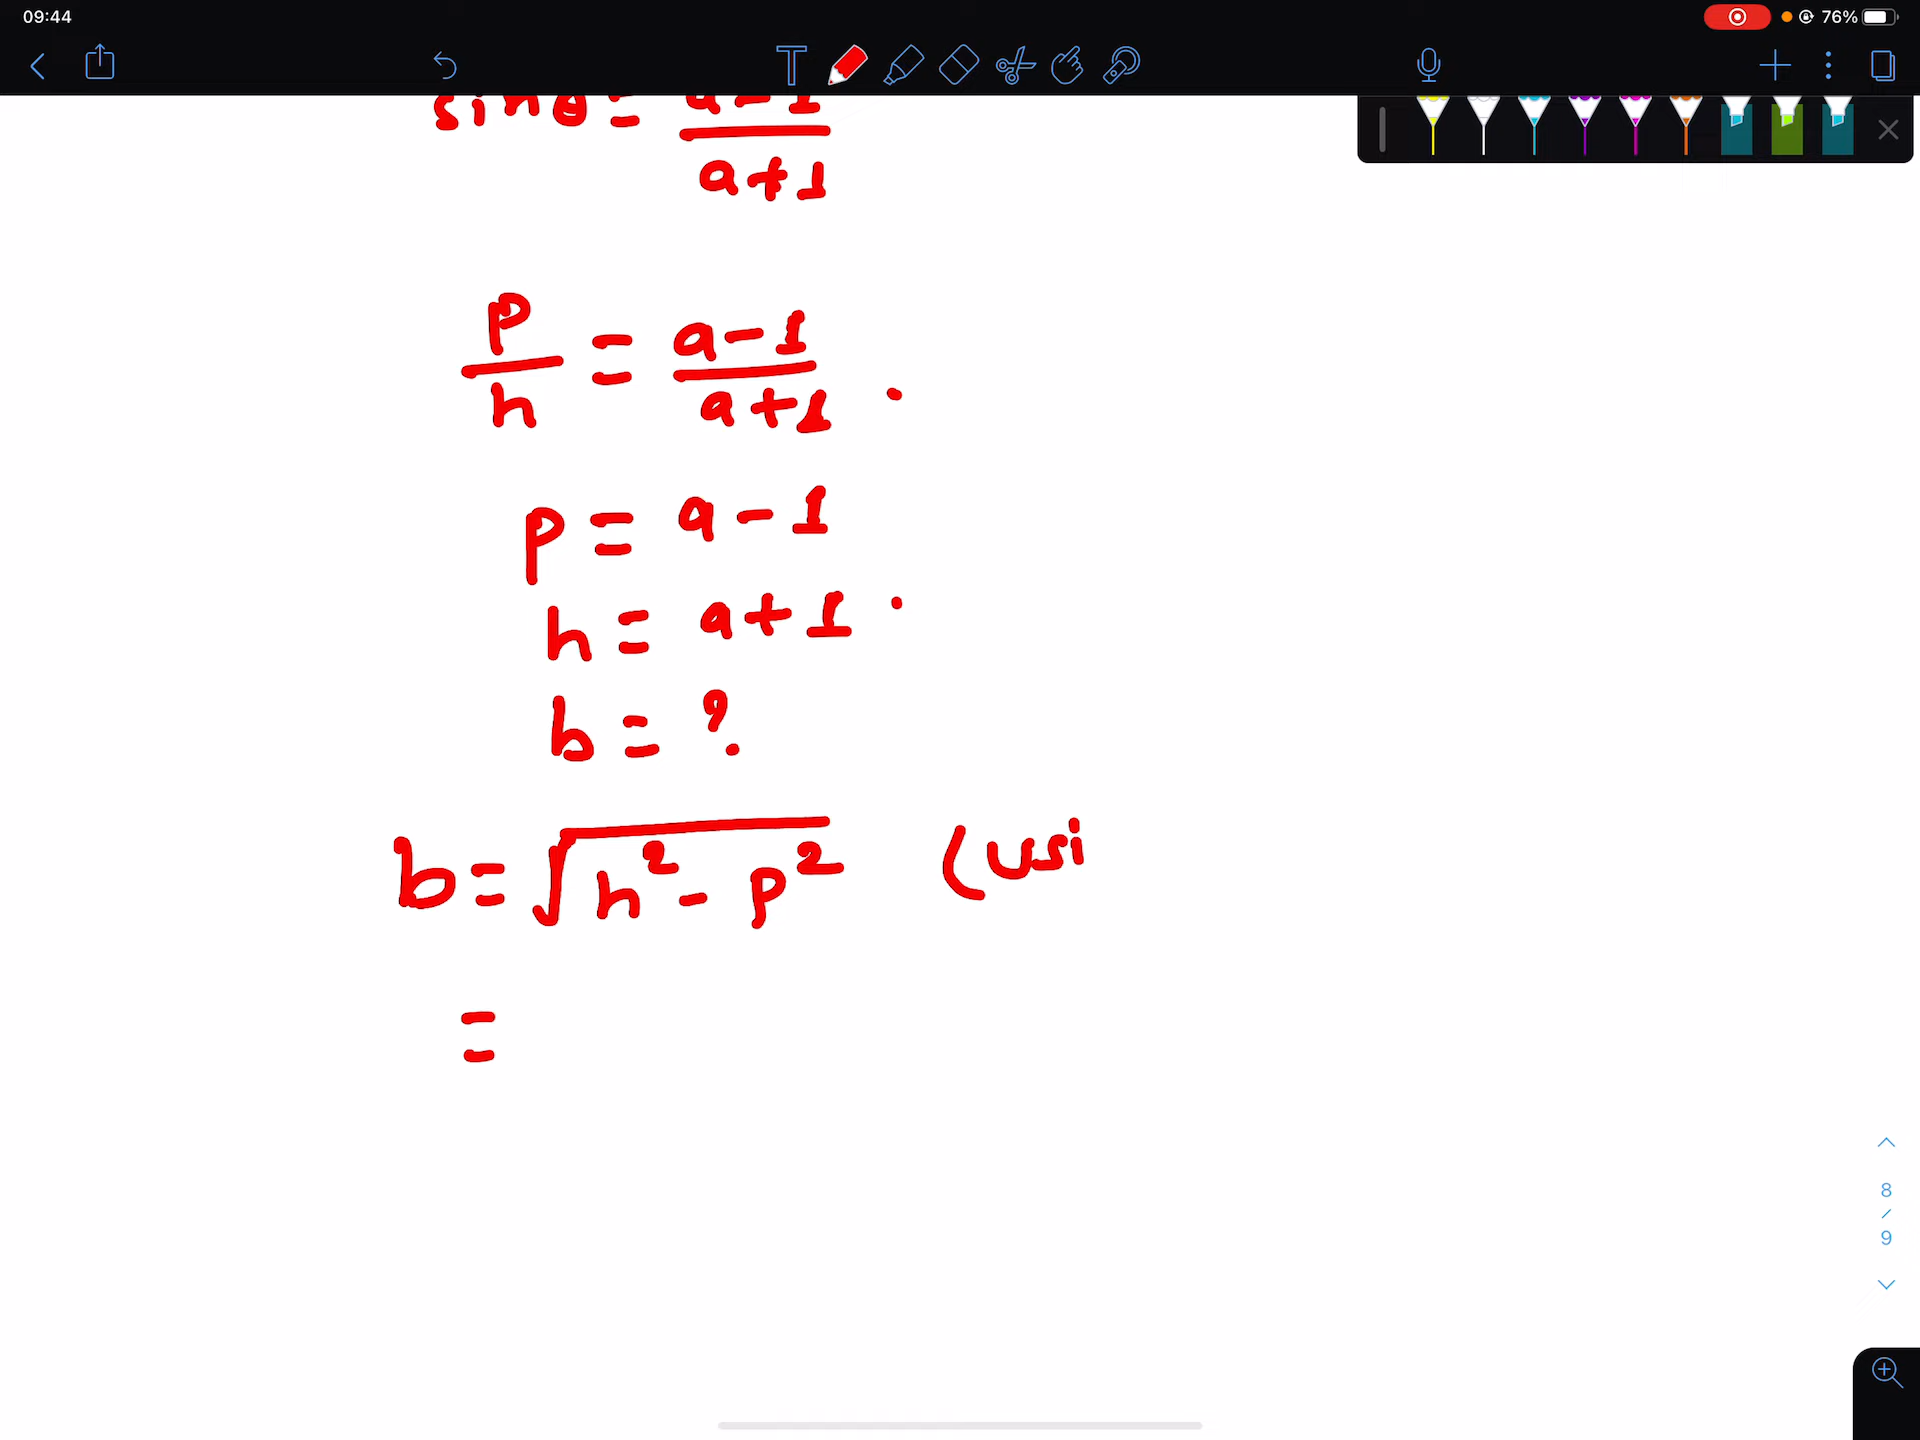 09:44
76%
sinθ = a-1
a+1
p/h = a-1/a+1 .
p = a-1
h = a+1 .
b = ?
b = √h² - p² (usi
=
8
/
9